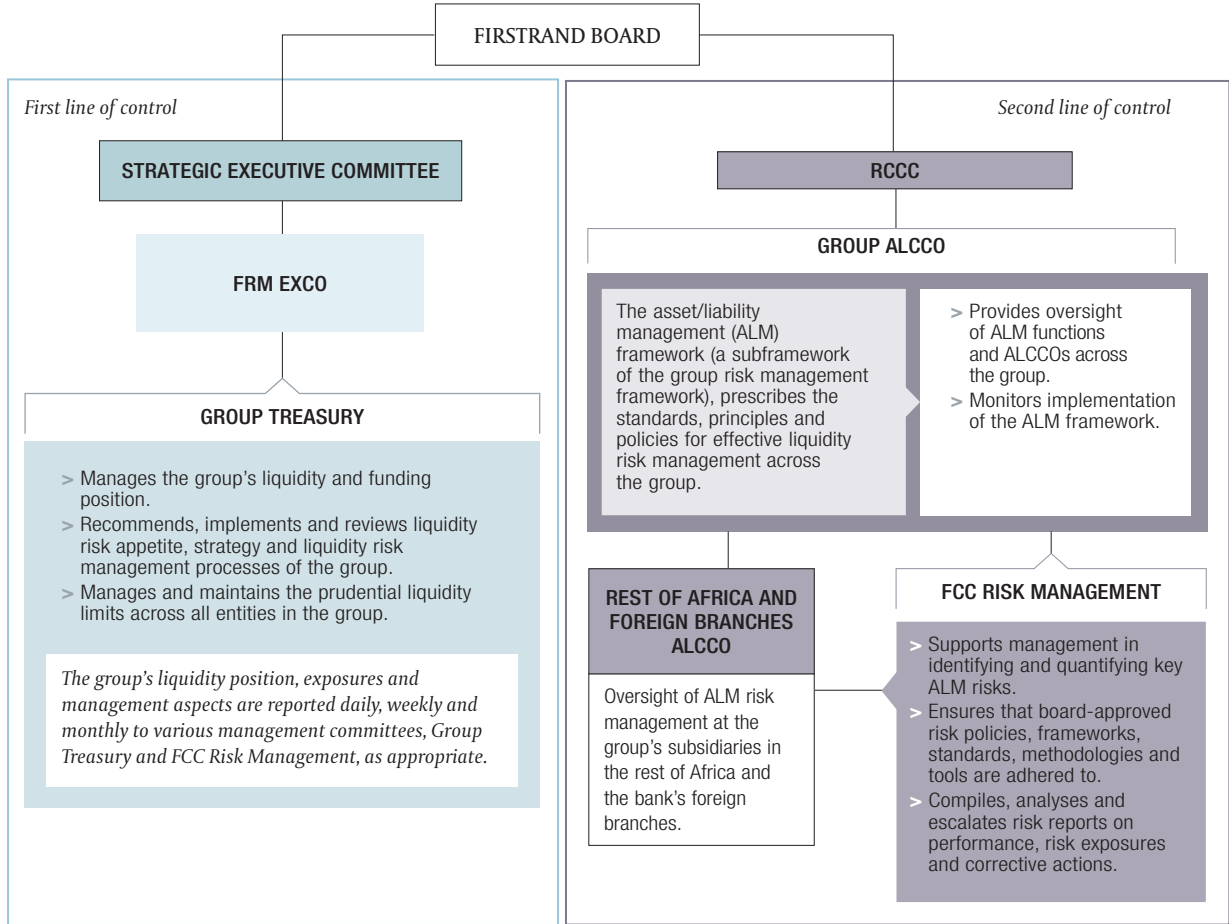 FIRSTRAND BOARD
First line of control
STRATEGIC EXECUTIVE COMMITTEE
FRM EXCO
GROUP TREASURY
> Manages the group's liquidity and funding
position.
> Recommends, implements and reviews liquidity
risk appetite, strategy and liquidity risk
management processes of the group.
> Manages and maintains the prudential liquidity
limits across all entities in the group.
The group's liquidity position, exposures and
management aspects are reported daily, weekly and
monthly to various management committees, Group
Treasury and FCC Risk Management, as appropriate.
Second line of control
RCCC
GROUP ALCCO
The asset/liability
management (ALM)
framework (a subframework
of the group risk management
framework), prescribes the
standards, principles and
policies for effective liquidity
risk management across
the group.
> Provides oversight
of ALM functions
and ALCCOs across
the group.
> Monitors implementation
of the ALM framework.
REST OF AFRICA AND
FOREIGN BRANCHES
ALCCO
Oversight of ALM risk
management at the
group's subsidiaries in
the rest of Africa and
the bank's foreign
branches.
FCC RISK MANAGEMENT
> Supports management in
identifying and quantifying key
ALM risks.
> Ensures that board-approved
risk policies, frameworks,
standards, methodologies and
tools are adhered to.
> Compiles, analyses and
escalates risk reports on
performance, risk exposures
and corrective actions.